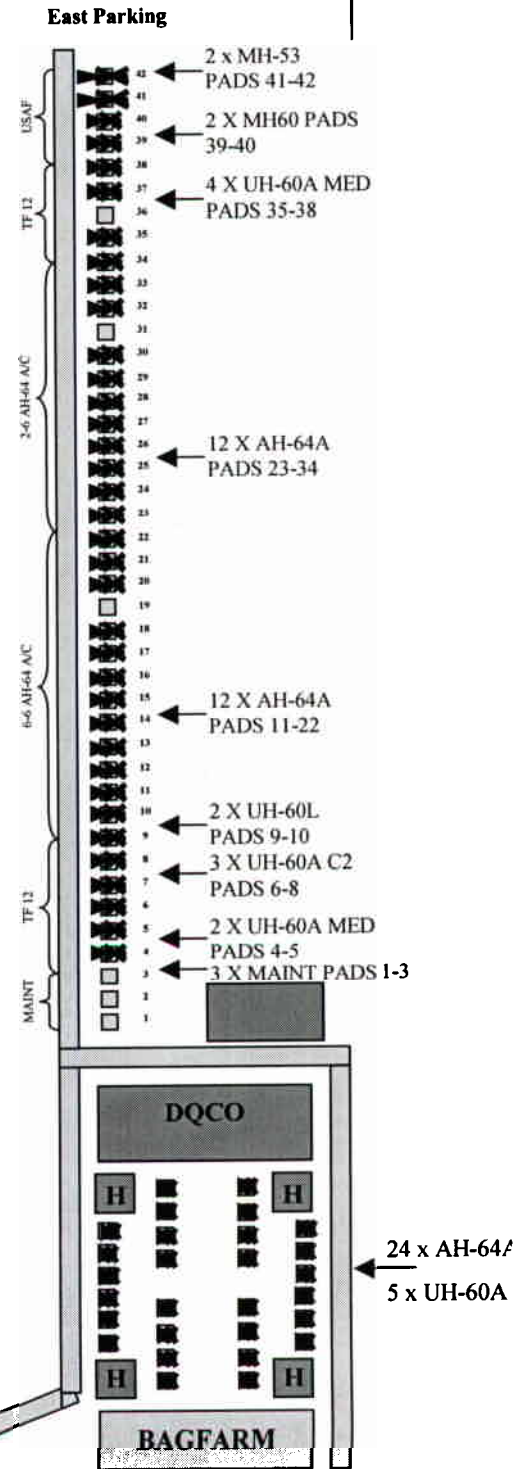 East Parking
2 x MH-53
PADS 41-42
2 X MH60 PADS
39-40
4 X UH-60A MED
PADS 35-38
12 X AH-64A
PADS 23-34
12 X AH-64A
PADS 11-22
2 X UH-60L
PADS 9-10
3 X UH-60A C2
PADS 6-8
2 X UH-60A MED
PADS 4-5
3 X MAINT PADS 1-3
USAF
TF 12
2-6 AH-64 A/C
6-6 AH-64 A/C
TF 12
MAINT
42
41
40
39
38
37
36
35
34
33
32
31
30
29
28
27
26
25
24
23
22
21
20
19
18
17
16
15
14
13
12
11
10
9
8
7
6
5
4
3
2
1
DQCO
H H
24 x AH-64A
5 x UH-60A
H H
BAGFARM